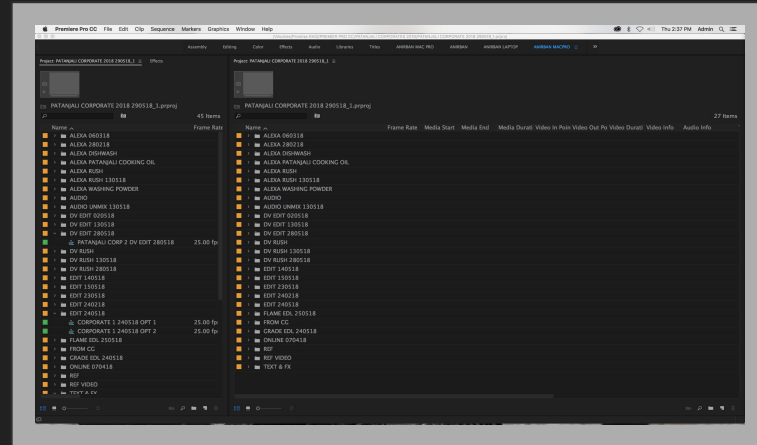 Premiere Pro CC File Edit Clip Sequence Markers Graphics Window Help Thu 2:37 PM Admin
Assembly Editing Color Effects Audio Libraries Titles ANIRBAN MAC PRO ANIRBAN ANIRBAN LAPTOP ANIRBAN MACPRO
Project: PATANJALI CORPORATE 2018 290518_1 Effects
PATANJALI CORPORATE 2018 290518_1.prproj
45 Items
Name Frame Rate
ALEXA 060318
ALEXA 280218
ALEXA DISHWASH
ALEXA PATANJALI COOKING OIL
ALEXA RUSH
ALEXA RUSH 130518
ALEXA WASHING POWDER
AUDIO
AUDIO UNMIX 130518
DV EDIT 020518
DV EDIT 130518
DV EDIT 280518
PATANJALI CORP 2 DV EDIT 280518 25.00 fp
DV RUSH
DV RUSH 130518
DV RUSH 280518
EDIT 140518
EDIT 150518
EDIT 230518
EDIT 240218
EDIT 240518
CORPORATE 1 240518 OPT 1 25.00 fp
CORPORATE 1 240518 OPT 2 25.00 fp
FLAME EDL 250518
FROM CG
GRADE EDL 240518
ONLINE 070418
REF
REF VIDEO
TEXT & FX
Project: PATANJALI CORPORATE 2018 290518_1
PATANJALI CORPORATE 2018 290518_1.prproj
27 Items
Name Frame Rate Media Start Media End Media Durati Video In Poin Video Out Po Video Durati Video Info Audio Info
ALEXA 060318
ALEXA 280218
ALEXA DISHWASH
ALEXA PATANJALI COOKING OIL
ALEXA RUSH
ALEXA RUSH 130518
ALEXA WASHING POWDER
AUDIO
AUDIO UNMIX 130518
DV EDIT 020518
DV EDIT 130518
DV EDIT 280518
DV RUSH
DV RUSH 130518
DV RUSH 280518
EDIT 140518
EDIT 150518
EDIT 230518
EDIT 240218
EDIT 240518
FLAME EDL 250518
FROM CG
GRADE EDL 240518
ONLINE 070418
REF
REF VIDEO
TEXT & FX